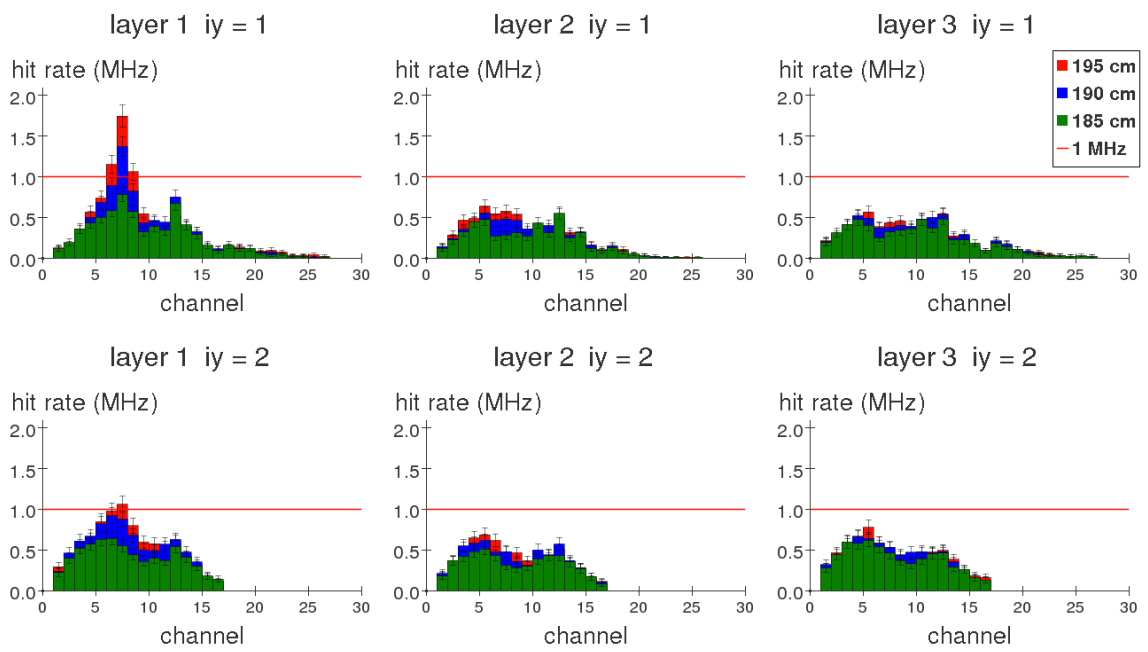 layer 1 iy = 1
hit rate (MHz)
2.0
1.5
1.0
0.5
0.0
0 5 10 15 20 25 30
channel
layer 2 iy = 1
hit rate (MHz)
2.0
1.5
1.0
0.5
0.0
0 5 10 15 20 25 30
channel
layer 3 iy = 1
hit rate (MHz)
2.0
1.5
1.0
0.5
0.0
0 5 10 15 20 25 30
channel
195 cm
190 cm
185 cm
1 MHz
layer 1 iy = 2
hit rate (MHz)
2.0
1.5
1.0
0.5
0.0
0 5 10 15 20 25 30
channel
layer 2 iy = 2
hit rate (MHz)
2.0
1.5
1.0
0.5
0.0
0 5 10 15 20 25 30
channel
layer 3 iy = 2
hit rate (MHz)
2.0
1.5
1.0
0.5
0.0
0 5 10 15 20 25 30
channel